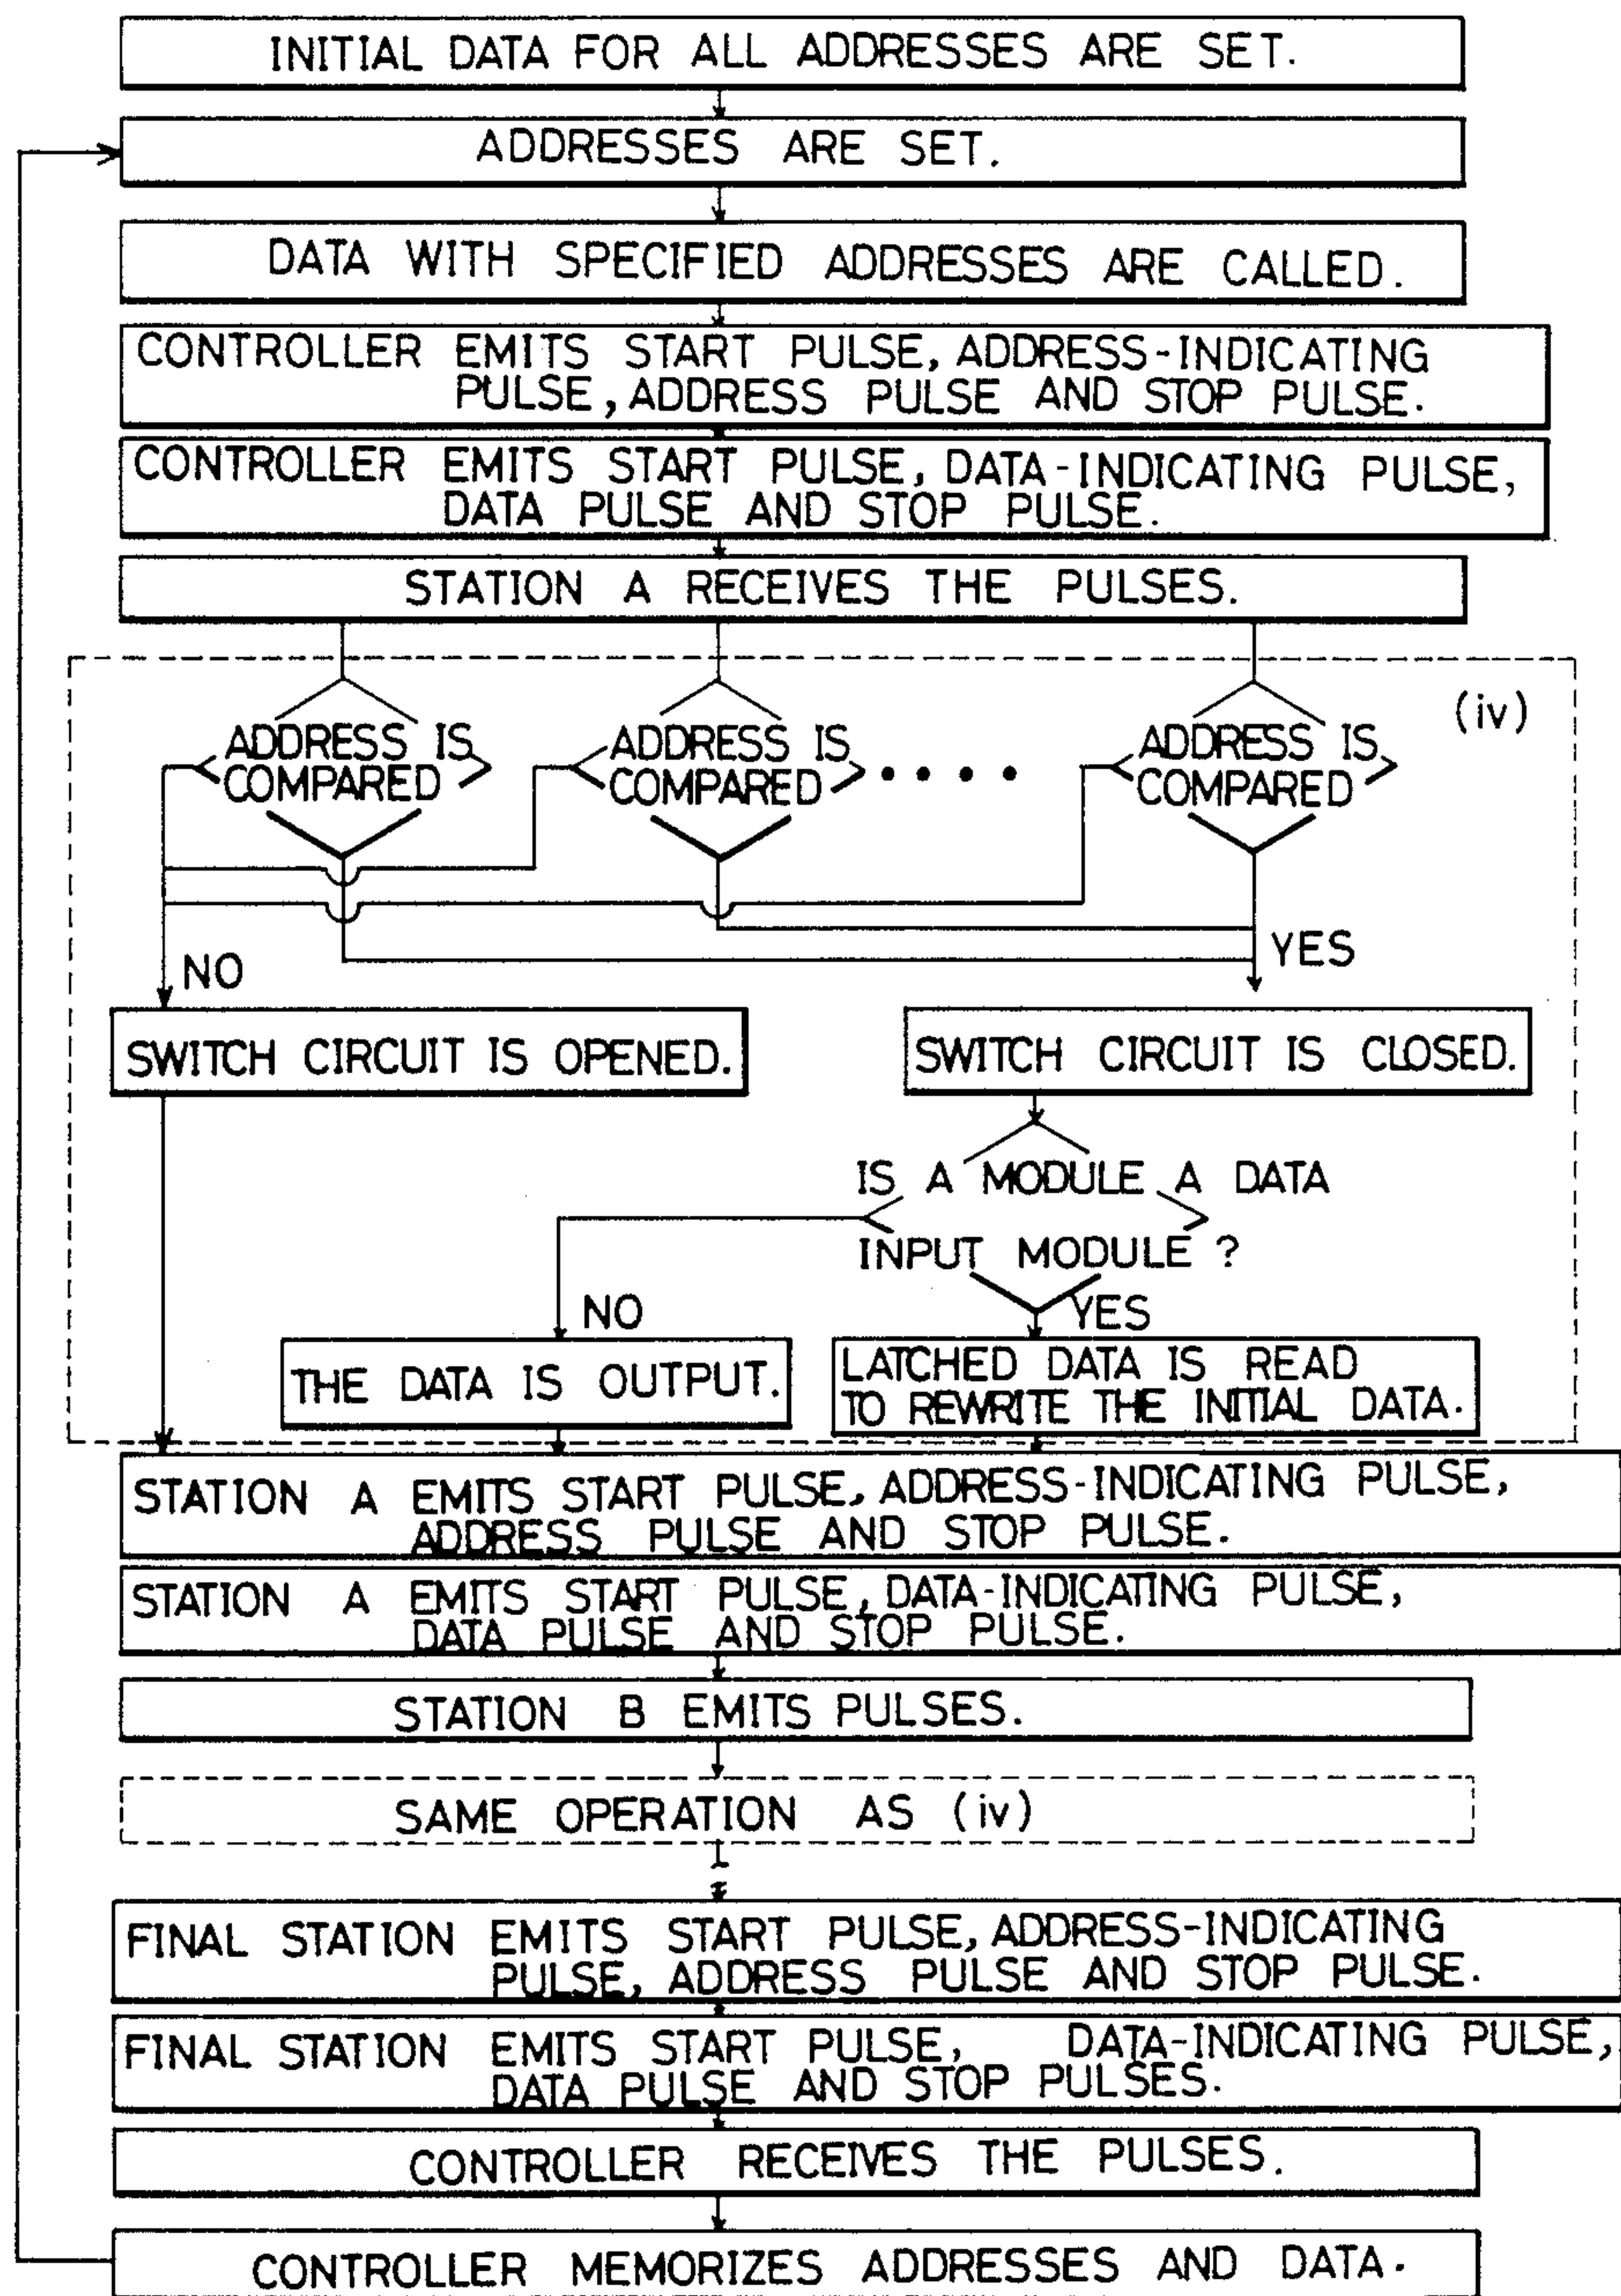 INITIAL DATA FOR ALL ADDRESSES ARE SET.
ADDRESSES ARE SET.
DATA WITH SPECIFIED ADDRESSES ARE CALLED.
CONTROLLER EMITS START PULSE, ADDRESS-INDICATING
PULSE, ADDRESS PULSE AND STOP PULSE.
CONTROLLER EMITS START PULSE, DATA-INDICATING PULSE,
DATA PULSE AND STOP PULSE.
STATION A RECEIVES THE PULSES.
(iv)
ADDRESS IS
COMPARED
ADDRESS IS
COMPARED
ADDRESS IS
COMPARED
NO
YES
SWITCH CIRCUIT IS OPENED.
SWITCH CIRCUIT IS CLOSED.
IS A MODULE A DATA
INPUT MODULE ?
NO
YES
THE DATA IS OUTPUT.
LATCHED DATA IS READ
TO REWRITE THE INITIAL DATA.
STATION A EMITS START PULSE, ADDRESS-INDICATING PULSE,
ADDRESS PULSE AND STOP PULSE.
STATION A EMITS START PULSE, DATA-INDICATING PULSE,
DATA PULSE AND STOP PULSE.
STATION B EMITS PULSES.
SAME OPERATION AS (iv)
FINAL STATION EMITS START PULSE, ADDRESS-INDICATING
PULSE, ADDRESS PULSE AND STOP PULSE.
FINAL STATION EMITS START PULSE, DATA-INDICATING PULSE,
DATA PULSE AND STOP PULSES.
CONTROLLER RECEIVES THE PULSES.
CONTROLLER MEMORIZES ADDRESSES AND DATA.